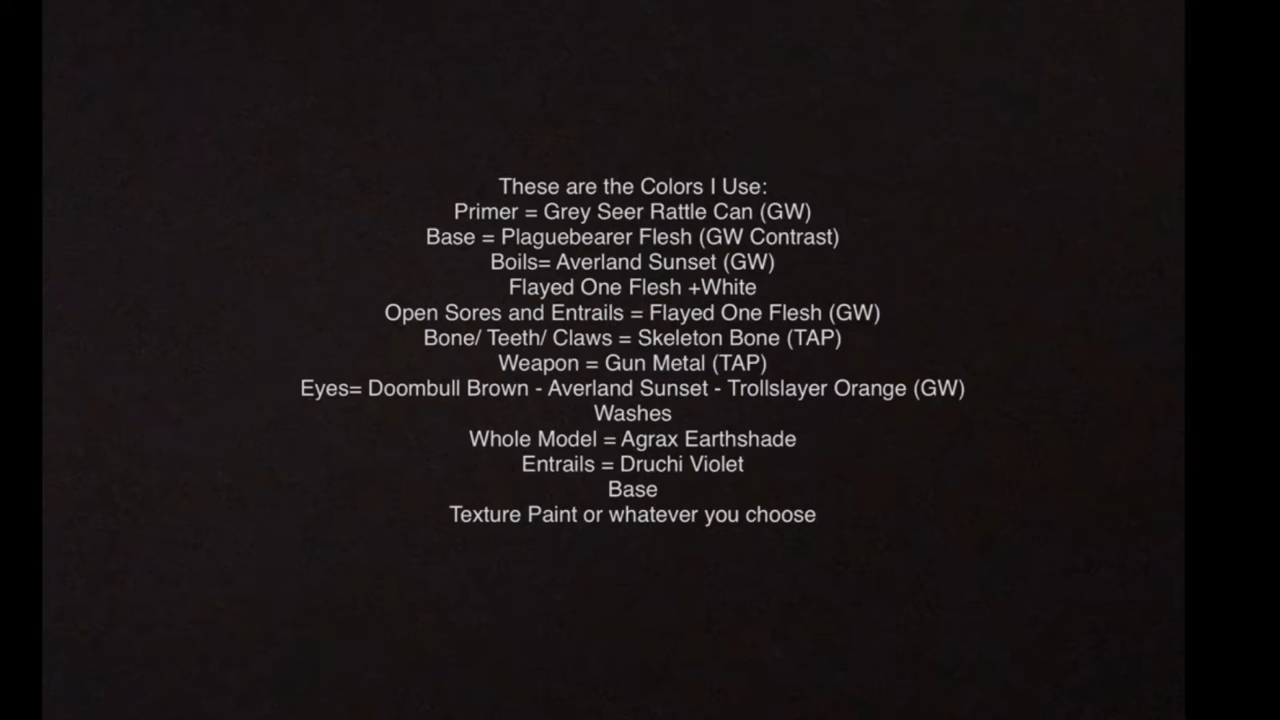 These are the Colors I Use:
Primer = Grey Seer Rattle Can (GW)
Base = Plaguebearer Flesh (GW Contrast)
Boils= Averland Sunset (GW)
Flayed One Flesh +White
Open Sores and Entrails = Flayed One Flesh (GW)
Bone/ Teeth/ Claws = Skeleton Bone (TAP)
Weapon = Gun Metal (TAP)
Eyes= Doombull Brown - Averland Sunset - Trollslayer Orange (GW)
Washes
Whole Model = Agrax Earthshade
Entrails = Druchi Violet
Base
Texture Paint or whatever you choose